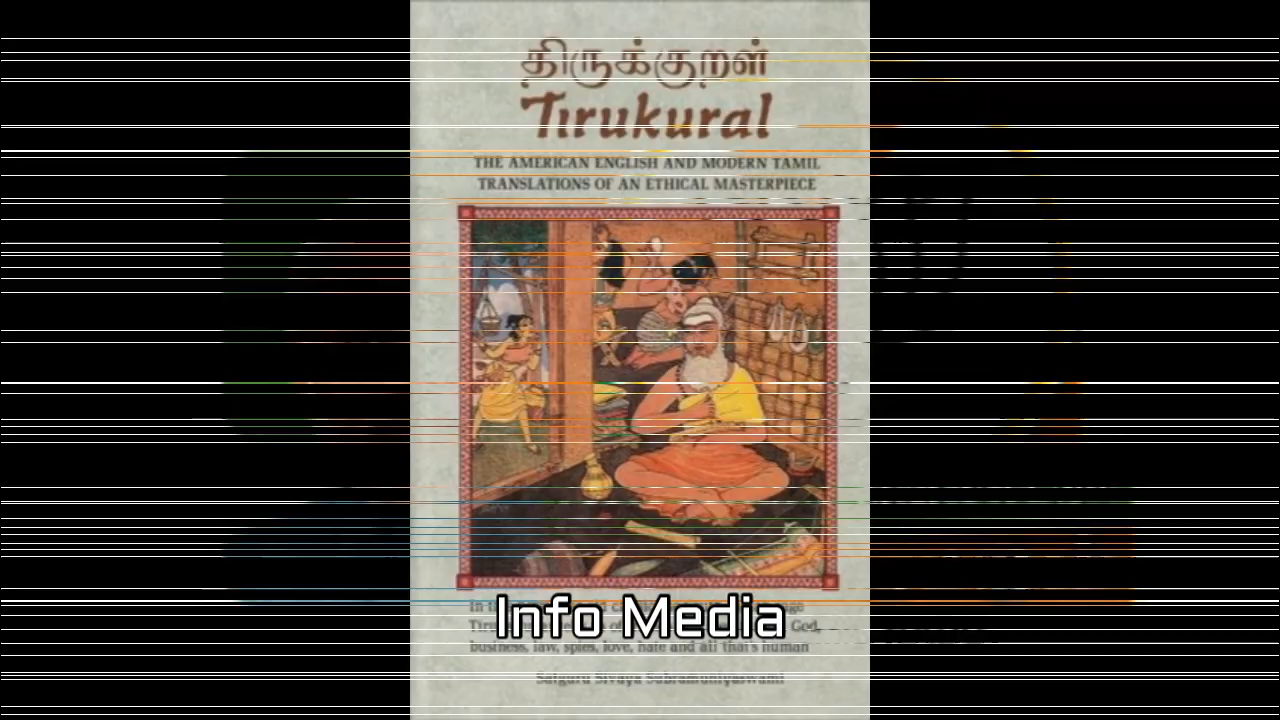 திருக்குறள்
Tirukural
THE AMERICAN ENGLISH AND MODERN TAMIL
TRANSLATIONS OF AN ETHICAL MASTERPIECE
Info Media
God,
business, law, spies, love, hate and all that's human
Satguru Sivaya Subramuniyaswami